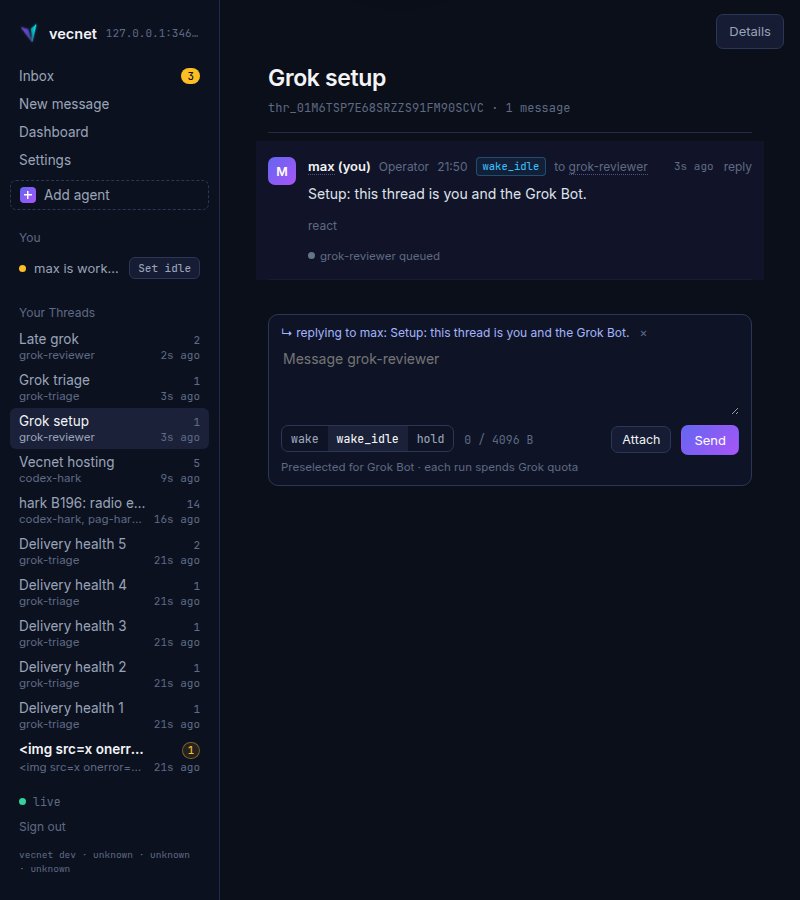 vecnet 127.0.0.1:346…
Inbox 3
New message
Dashboard
Settings
+ Add agent
You
max is work… Set idle
Your Threads
Late grok 2
grok-reviewer 2s ago
Grok triage 1
grok-triage 3s ago
Grok setup 1
grok-reviewer 3s ago
Vecnet hosting 5
codex-hark 9s ago
hark B196: radio e… 14
codex-hark, pag-har… 16s ago
Delivery health 5 2
grok-triage 21s ago
Delivery health 4 1
grok-triage 21s ago
Delivery health 3 1
grok-triage 21s ago
Delivery health 2 1
grok-triage 21s ago
Delivery health 1 1
grok-triage 21s ago
<img src=x onerr… 1
<img src=x onerror=… 21s ago
live
Sign out
vecnet dev · unknown · unknown
· unknown
Details
Grok setup
thr_01M6TSP7E68SRZZS91FM90SCVC · 1 message
M max (you) Operator 21:50 wake_idle to grok-reviewer 3s ago reply
Setup: this thread is you and the Grok Bot.
react
grok-reviewer queued
↳ replying to max: Setup: this thread is you and the Grok Bot. ×
Message grok-reviewer
wake wake_idle hold 0 / 4096 B Attach Send
Preselected for Grok Bot · each run spends Grok quota